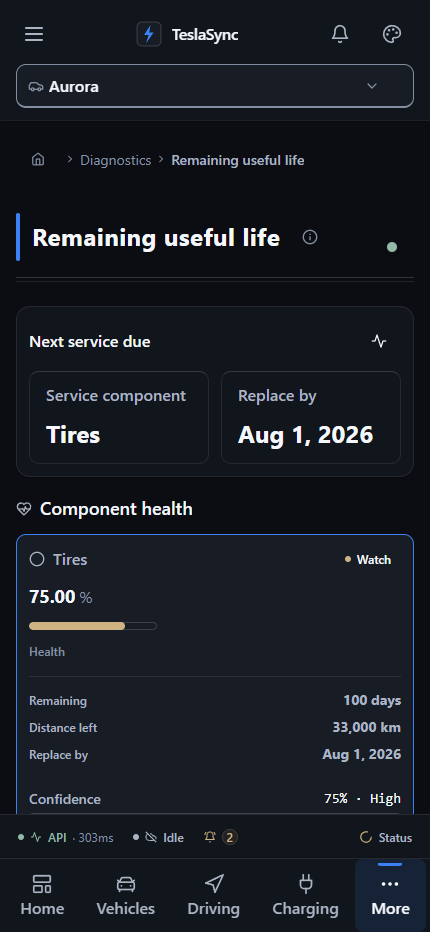 TeslaSync
Aurora
Diagnostics Remaining useful life
Remaining useful life
Next service due
Service component
Tires
Replace by
Aug 1, 2026
Component health
Tires
Watch
75.00 %
Health
Remaining 100 days
Distance left 33,000 km
Replace by Aug 1, 2026
Confidence 75% · High
API · 303ms Idle 2 Status
Home Vehicles Driving Charging More